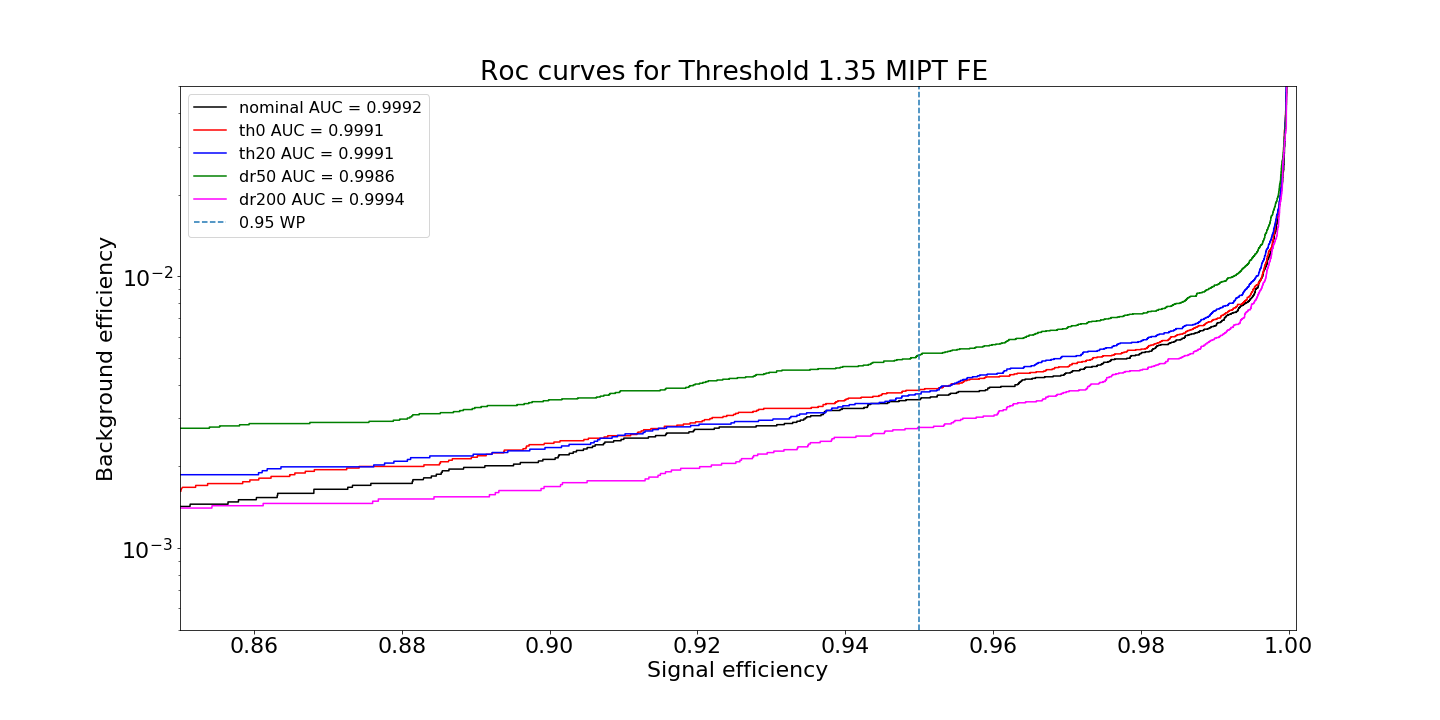 Roc curves for Threshold 1.35 MIPT FE
nominal AUC = 0.9992
th0 AUC = 0.9991
th20 AUC = 0.9991
dr50 AUC = 0.9986
dr200 AUC = 0.9994
0.95 WP
Background efficiency
10⁻²
10⁻³
0.86 0.88 0.90 0.92 0.94 0.96 0.98 1.00
Signal efficiency